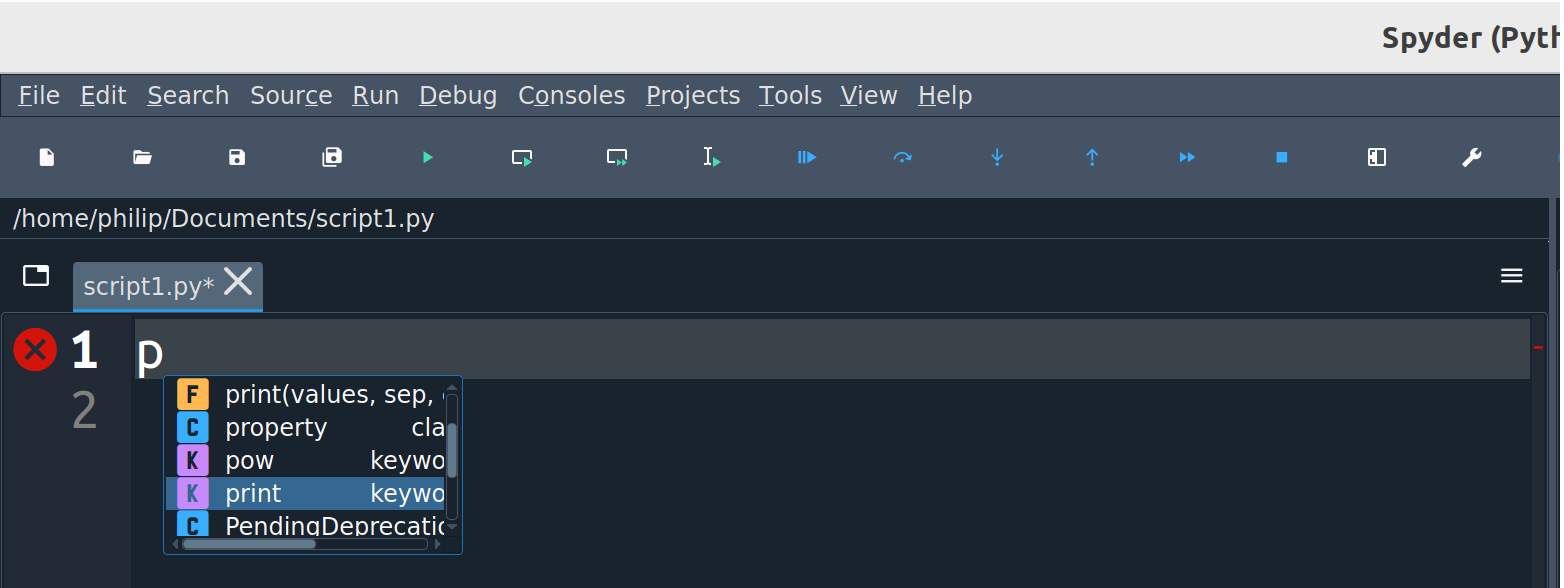 Spyder (Pyth
File Edit Search Source Run Debug Consoles Projects Tools View Help
/home/philip/Documents/script1.py
script1.py*
1 p
2
F print(values, sep,
C property cla
K pow keywo
K print keywo
C PendingDeprecatio